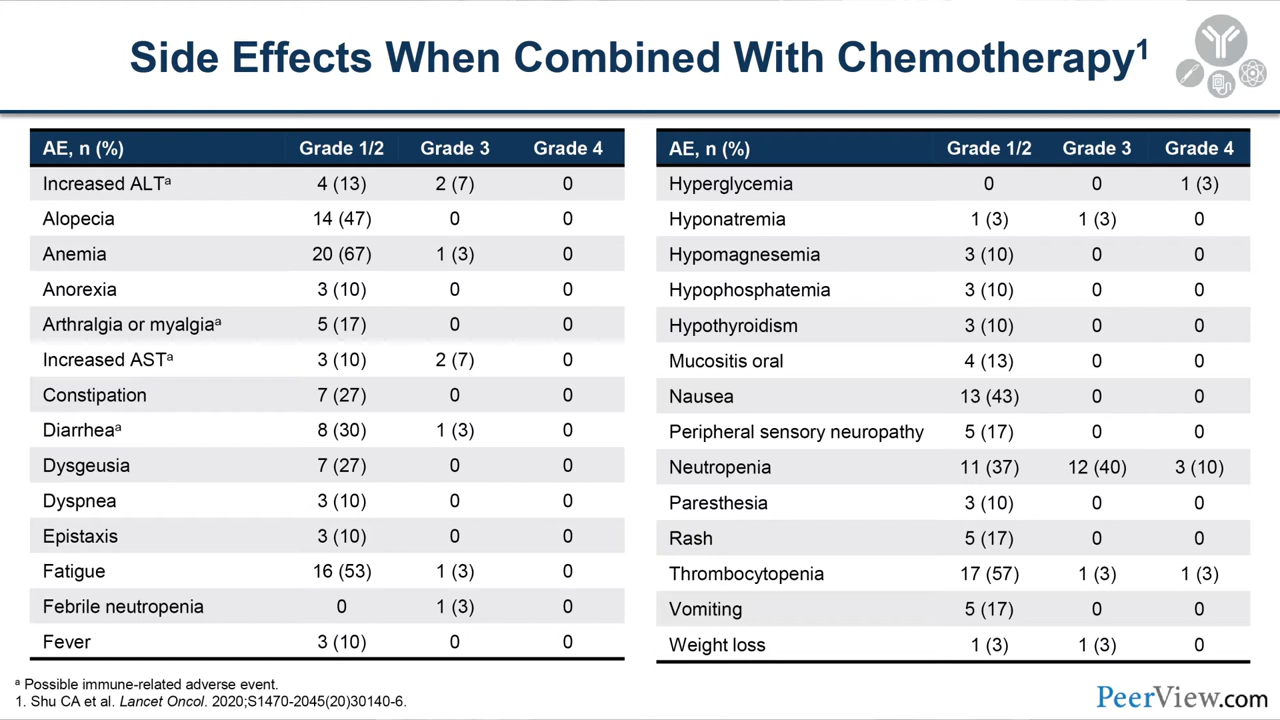 Side Effects When Combined With Chemotherapy¹
AE, n (%) Grade 1/2 Grade 3 Grade 4
Increased ALTᵃ 4 (13) 2 (7) 0
Alopecia 14 (47) 0 0
Anemia 20 (67) 1 (3) 0
Anorexia 3 (10) 0 0
Arthralgia or myalgiaᵃ 5 (17) 0 0
Increased ASTᵃ 3 (10) 2 (7) 0
Constipation 7 (27) 0 0
Diarrheaᵃ 8 (30) 1 (3) 0
Dysgeusia 7 (27) 0 0
Dyspnea 3 (10) 0 0
Epistaxis 3 (10) 0 0
Fatigue 16 (53) 1 (3) 0
Febrile neutropenia 0 1 (3) 0
Fever 3 (10) 0 0
AE, n (%) Grade 1/2 Grade 3 Grade 4
Hyperglycemia 0 0 1 (3)
Hyponatremia 1 (3) 1 (3) 0
Hypomagnesemia 3 (10) 0 0
Hypophosphatemia 3 (10) 0 0
Hypothyroidism 3 (10) 0 0
Mucositis oral 4 (13) 0 0
Nausea 13 (43) 0 0
Peripheral sensory neuropathy 5 (17) 0 0
Neutropenia 11 (37) 12 (40) 3 (10)
Paresthesia 3 (10) 0 0
Rash 5 (17) 0 0
Thrombocytopenia 17 (57) 1 (3) 1 (3)
Vomiting 5 (17) 0 0
Weight loss 1 (3) 1 (3) 0
ᵃ Possible immune-related adverse event.
1. Shu CA et al. Lancet Oncol. 2020;S1470-2045(20)30140-6.
PeerView.com